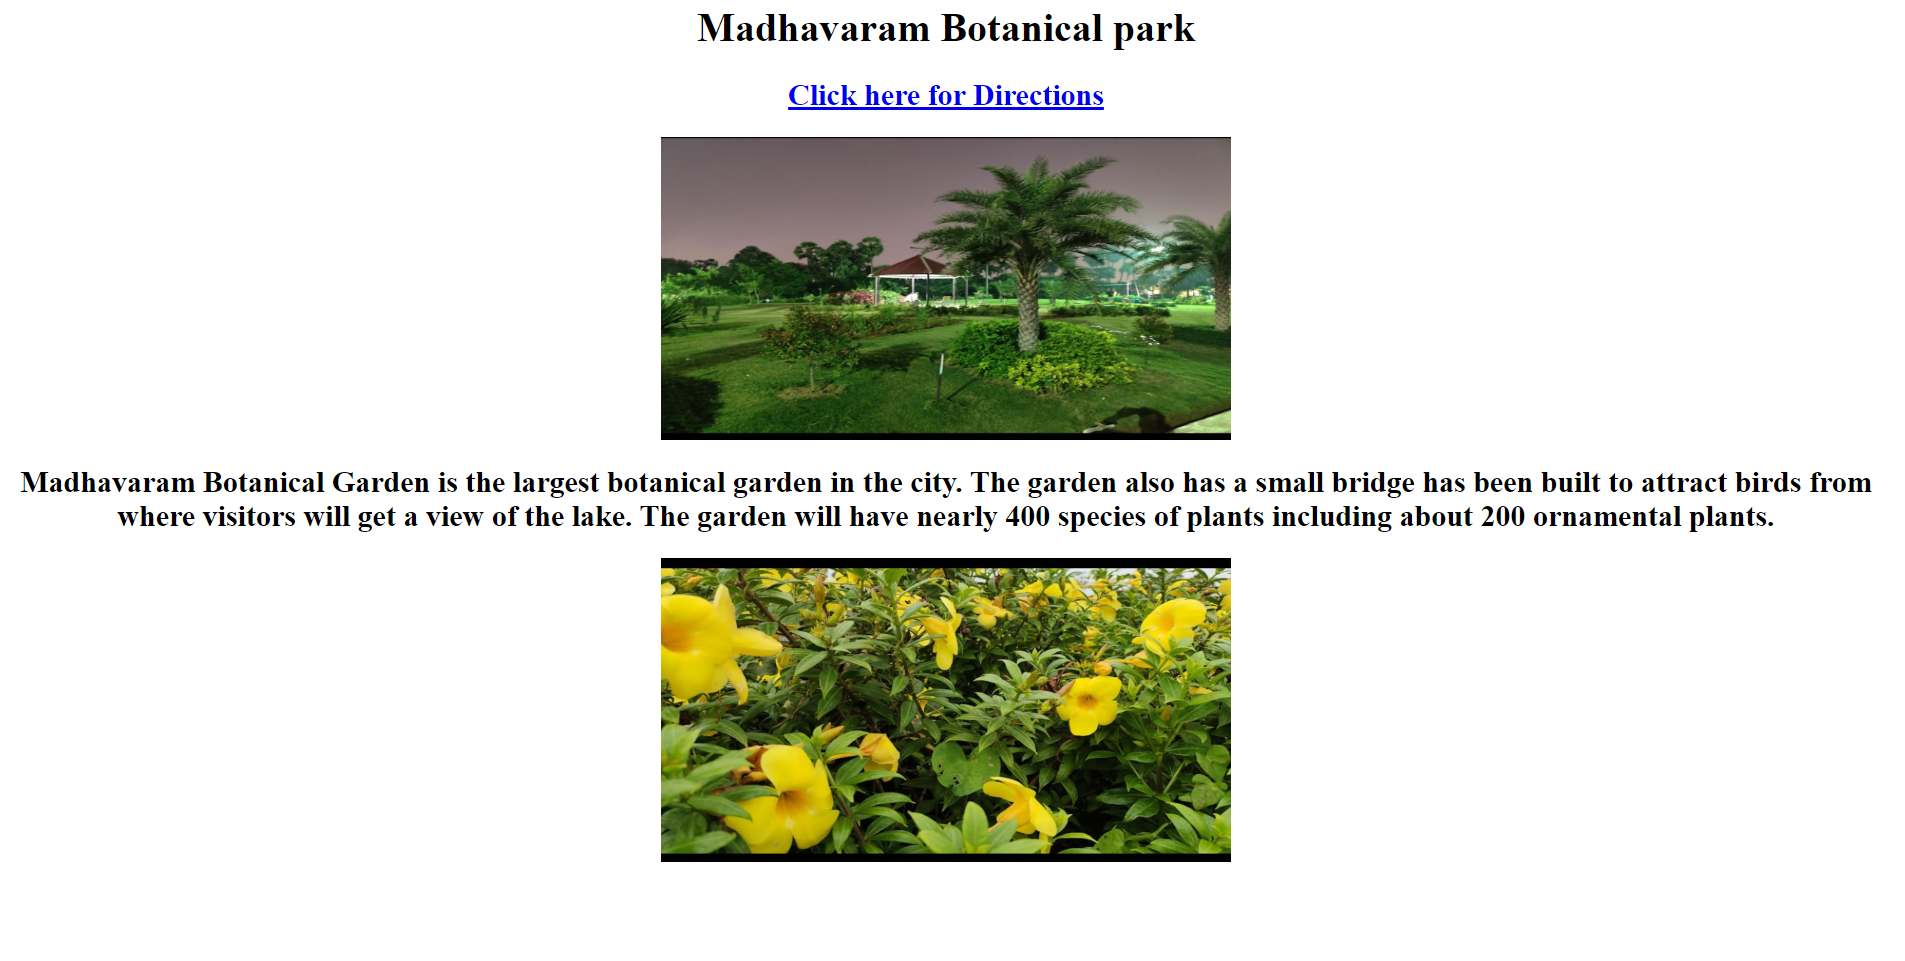 Madhavaram Botanical park
Click here for Directions
Madhavaram Botanical Garden is the largest botanical garden in the city. The garden also has a small bridge has been built to attract birds from
where visitors will get a view of the lake. The garden will have nearly 400 species of plants including about 200 ornamental plants.